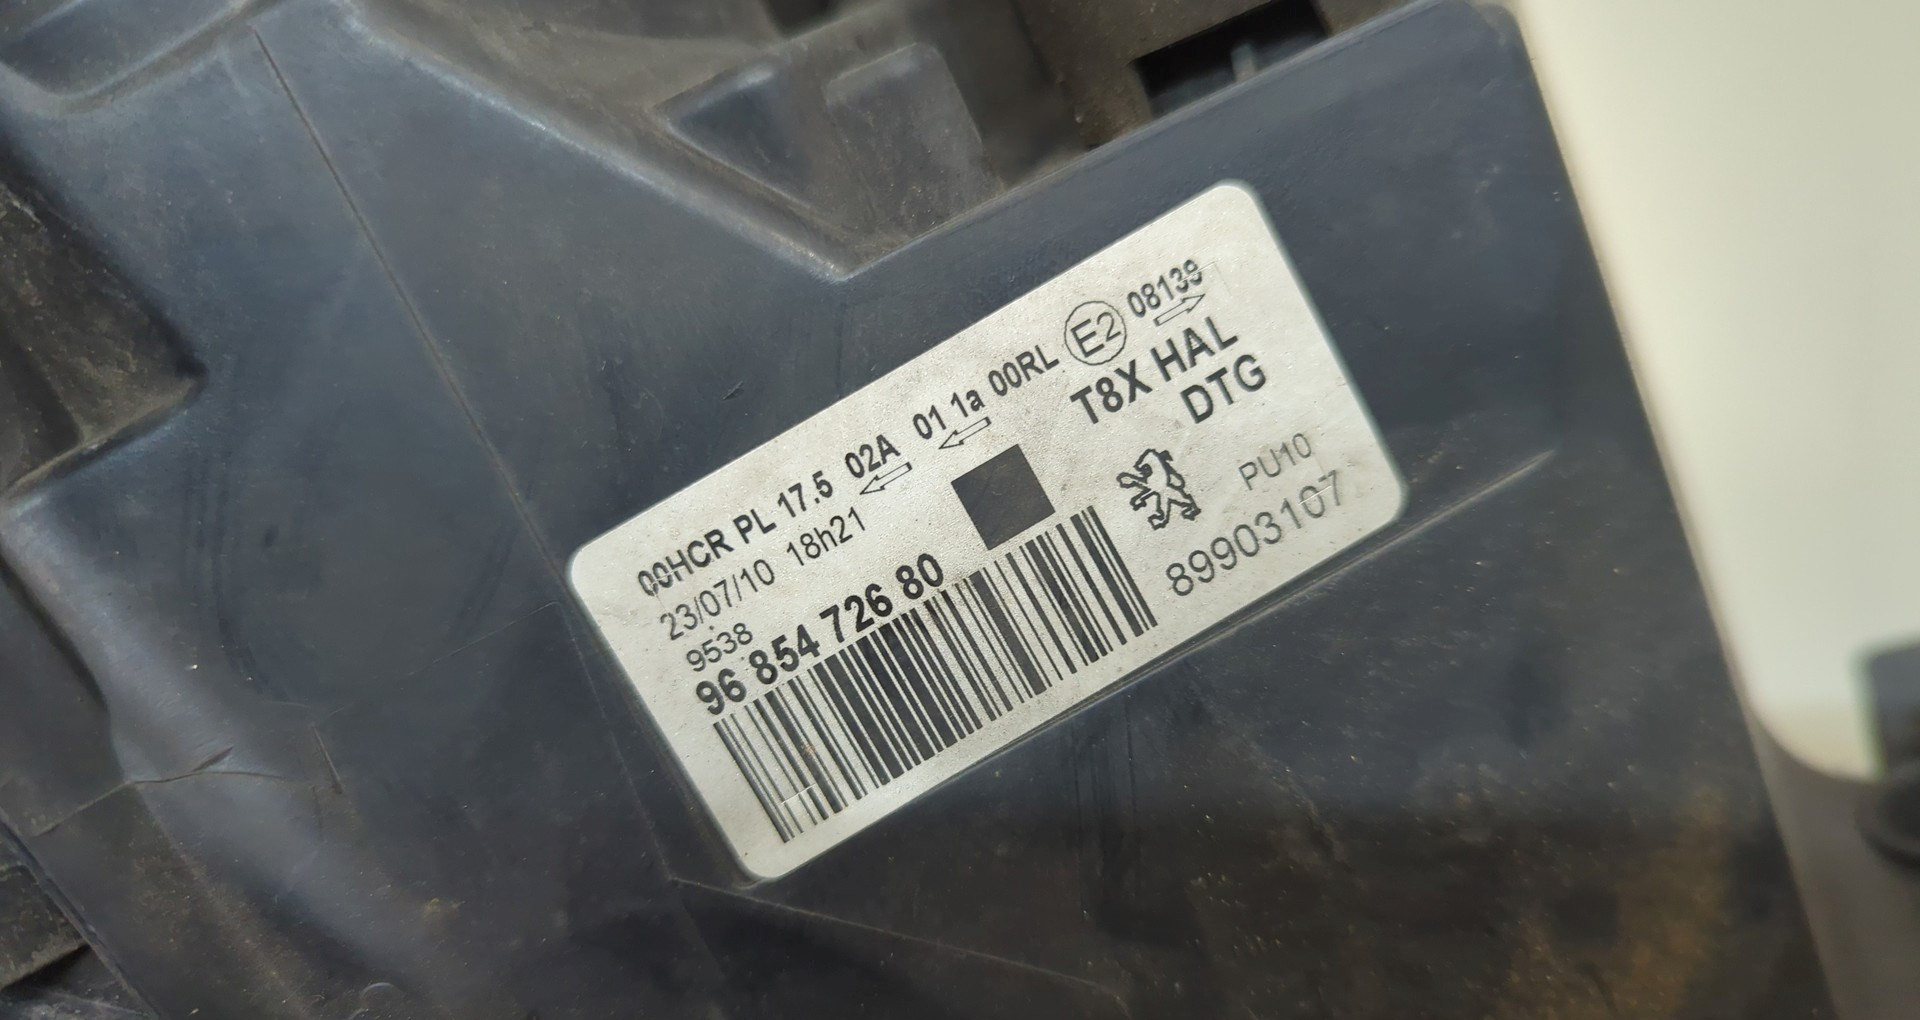 00HCR PL 17.5 02A 01 1a 00RL E2 08139
23/07/10 18h21
T8X HAL
DTG
9538
96 854 726 80
PU10
89903107